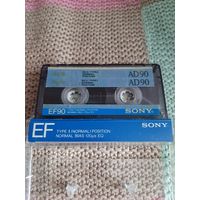 AD90
AD90
EF90
SONY
EF
TYPE I (NORMAL) POSITION
NORMAL BIAS 120μs EQ
SONY